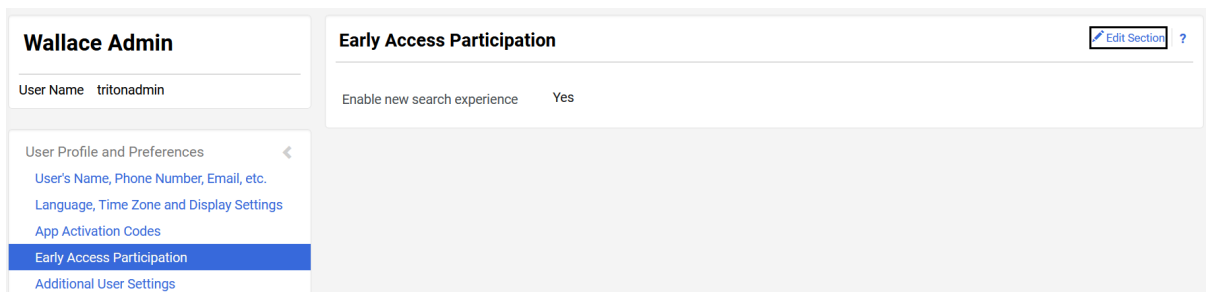 Wallace Admin
User Name tritonadmin
User Profile and Preferences
User's Name, Phone Number, Email, etc.
Language, Time Zone and Display Settings
App Activation Codes
Early Access Participation
Additional User Settings
Early Access Participation
Edit Section ?
Enable new search experience Yes